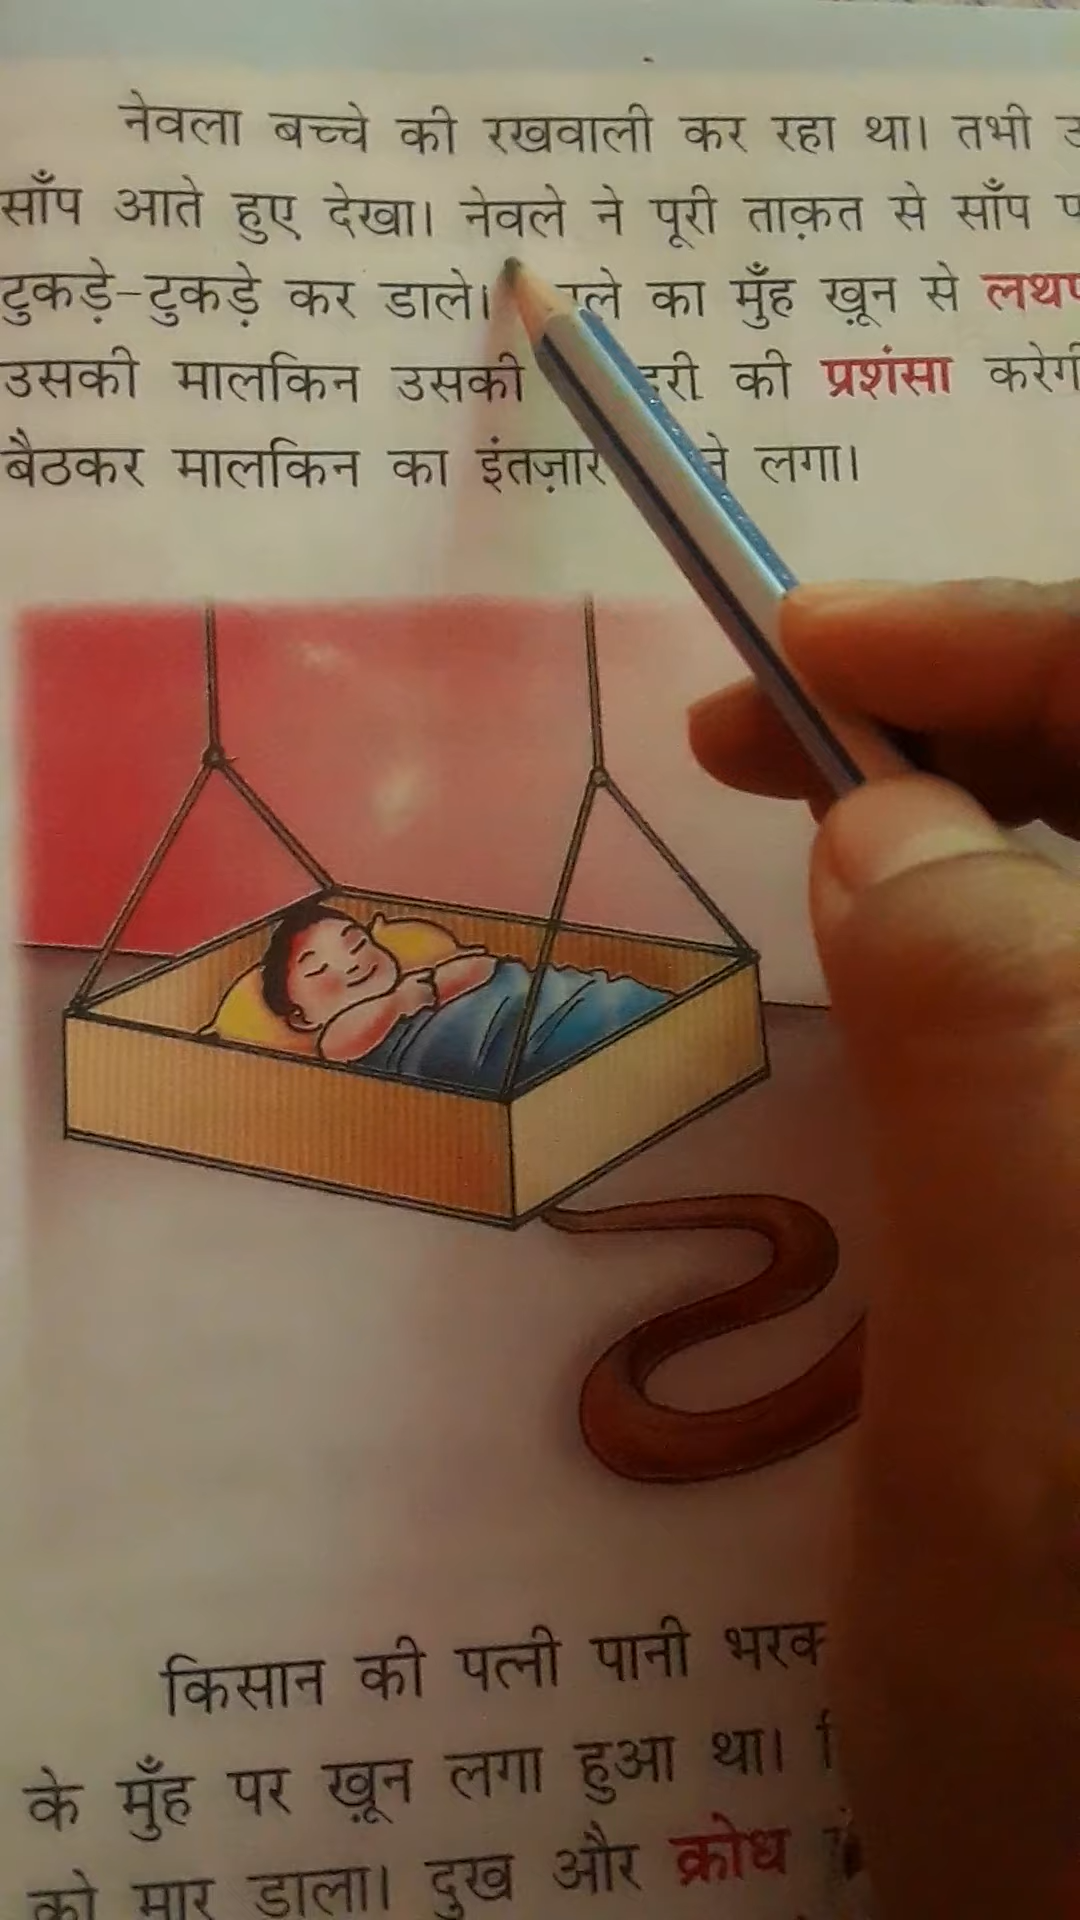 नेवला बच्चे की रखवाली कर रहा था। तभी
साँप आते हुए देखा। नेवले ने पूरी ताक़त से साँप
टुकड़े-टुकड़े कर डाले। का मुँह ख़ून से
उसकी मालकिन उसकी की प्रशंसा
बैठकर मालकिन का इंतज़ार लगा।
किसान की पत्नी पानी
के मुँह पर ख़ून लगा हुआ था।
को मार डाला। दुख और क्रोध